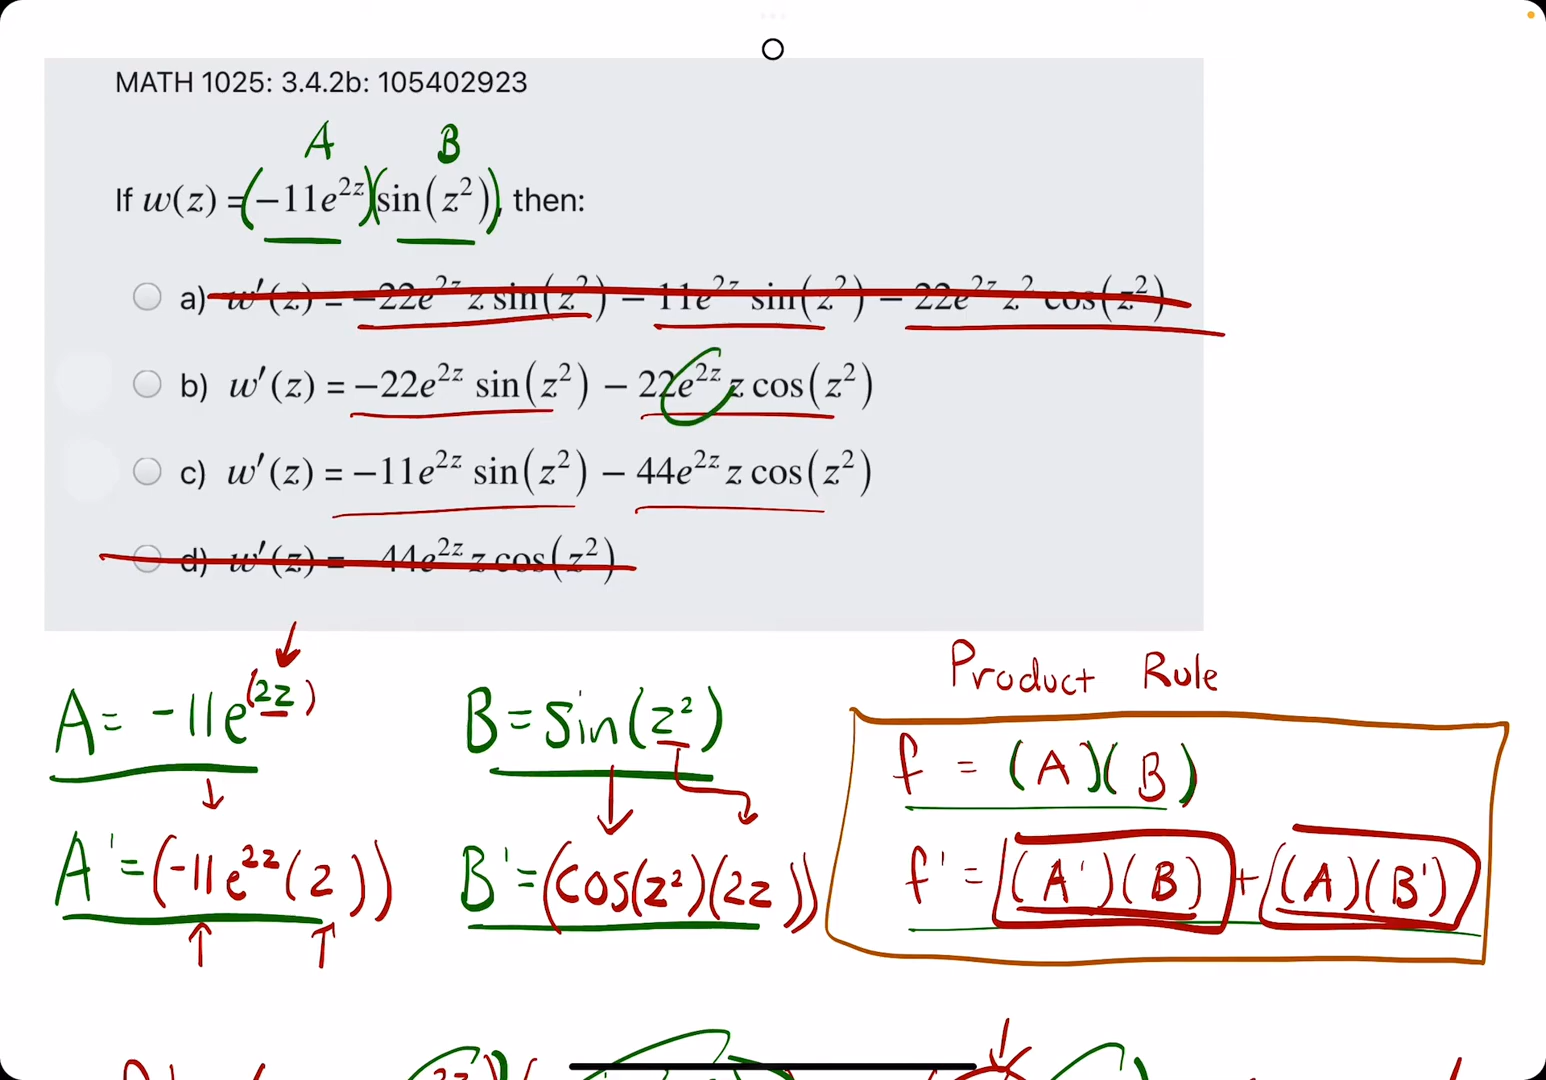 MATH 1025: 3.4.2b: 105402923
A B
If w(z) = (−11e^{2z})(sin(z²)), then:
a) w′(z) = −22e^{2z} z sin(z²) − 11e^{2z} sin(z²) − 22e^{2z} z² cos(z²)
b) w′(z) = −22e^{2z} sin(z²) − 22e^{2z} z cos(z²)
c) w′(z) = −11e^{2z} sin(z²) − 44e^{2z} z cos(z²)
d) w′(z) = −44e^{2z} z cos(z²)
Product Rule
A = -11e^{(2z)} B = Sin(z²) f = (A)(B)
A' = (-11e^{2z}(2)) B' = (cos(z²)(2z)) f' = (A')(B) + (A)(B')